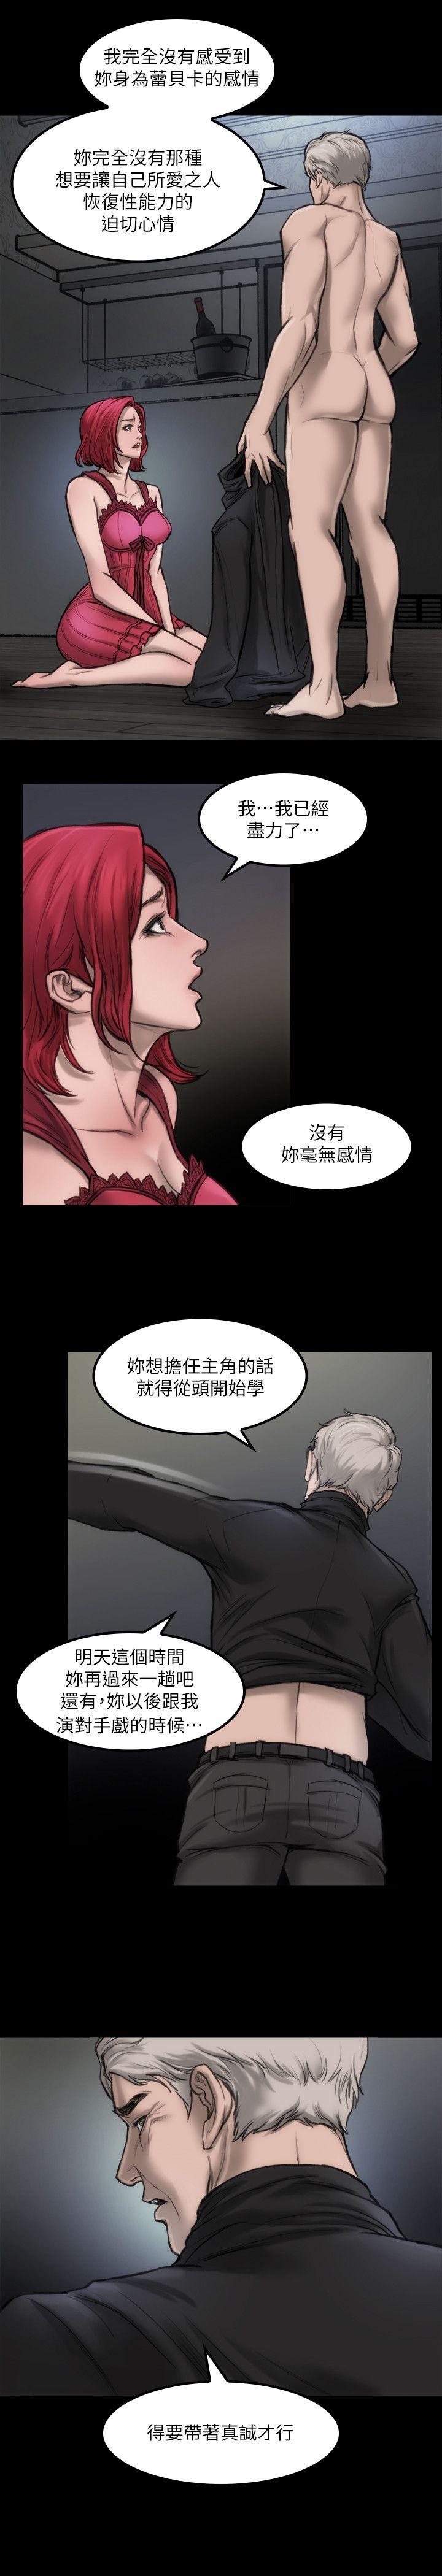 我完全沒有感受到
妳身為蕾貝卡的感情
妳完全沒有那種
想要讓自己所愛之人
恢復性能力的
迫切心情
我⋯我已經
盡力了⋯
沒有
妳毫無感情
妳想擔任主角的話
就得從頭開始學
明天這個時間
妳再過來一趟吧
還有，妳以後跟我
演對手戲的時候⋯
得要帶著真誠才行